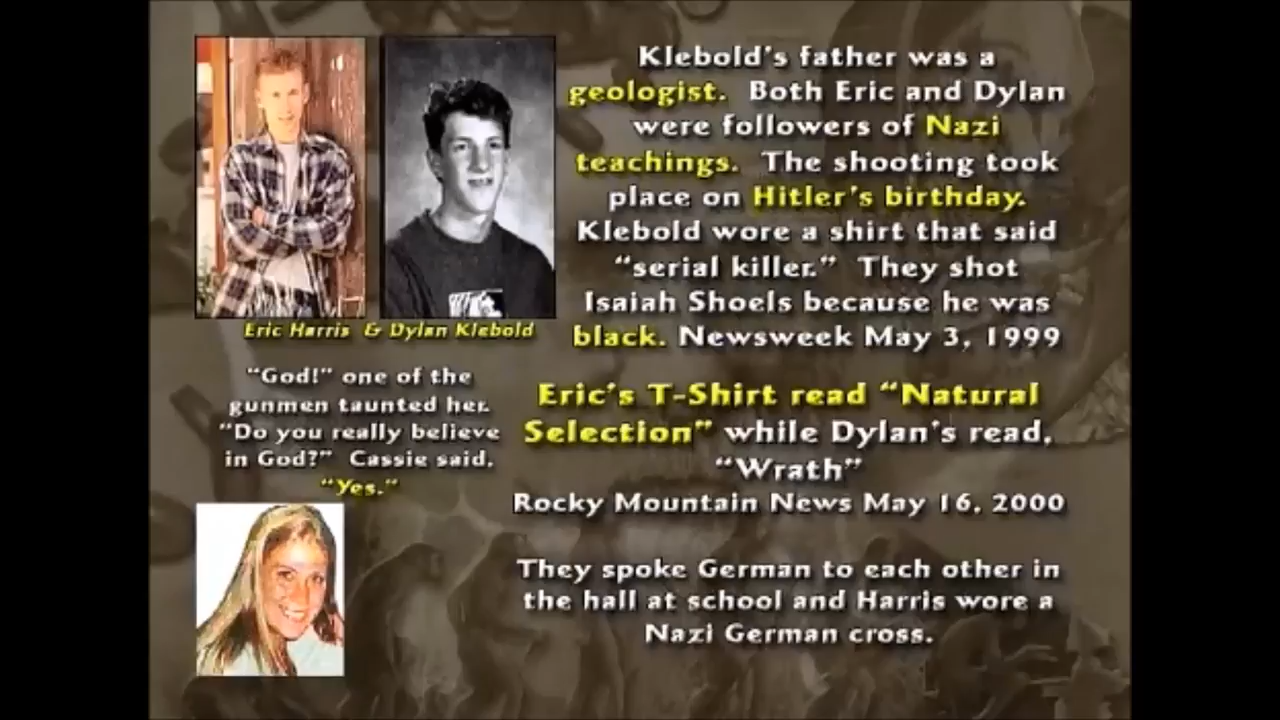 Klebold's father was a
geologist. Both Eric and Dylan
were followers of Nazi
teachings. The shooting took
place on Hitler's birthday.
Klebold wore a shirt that said
"serial killer." They shot
Isaiah Shoels because he was
black. Newsweek May 3, 1999
Eric Harris & Dylan Klebold
"God!" one of the
gunmen taunted her.
"Do you really believe
in God?" Cassie said,
"Yes."
Eric's T-Shirt read "Natural
Selection" while Dylan's read,
"Wrath"
Rocky Mountain News May 16, 2000
They spoke German to each other in
the hall at school and Harris wore a
Nazi German cross.